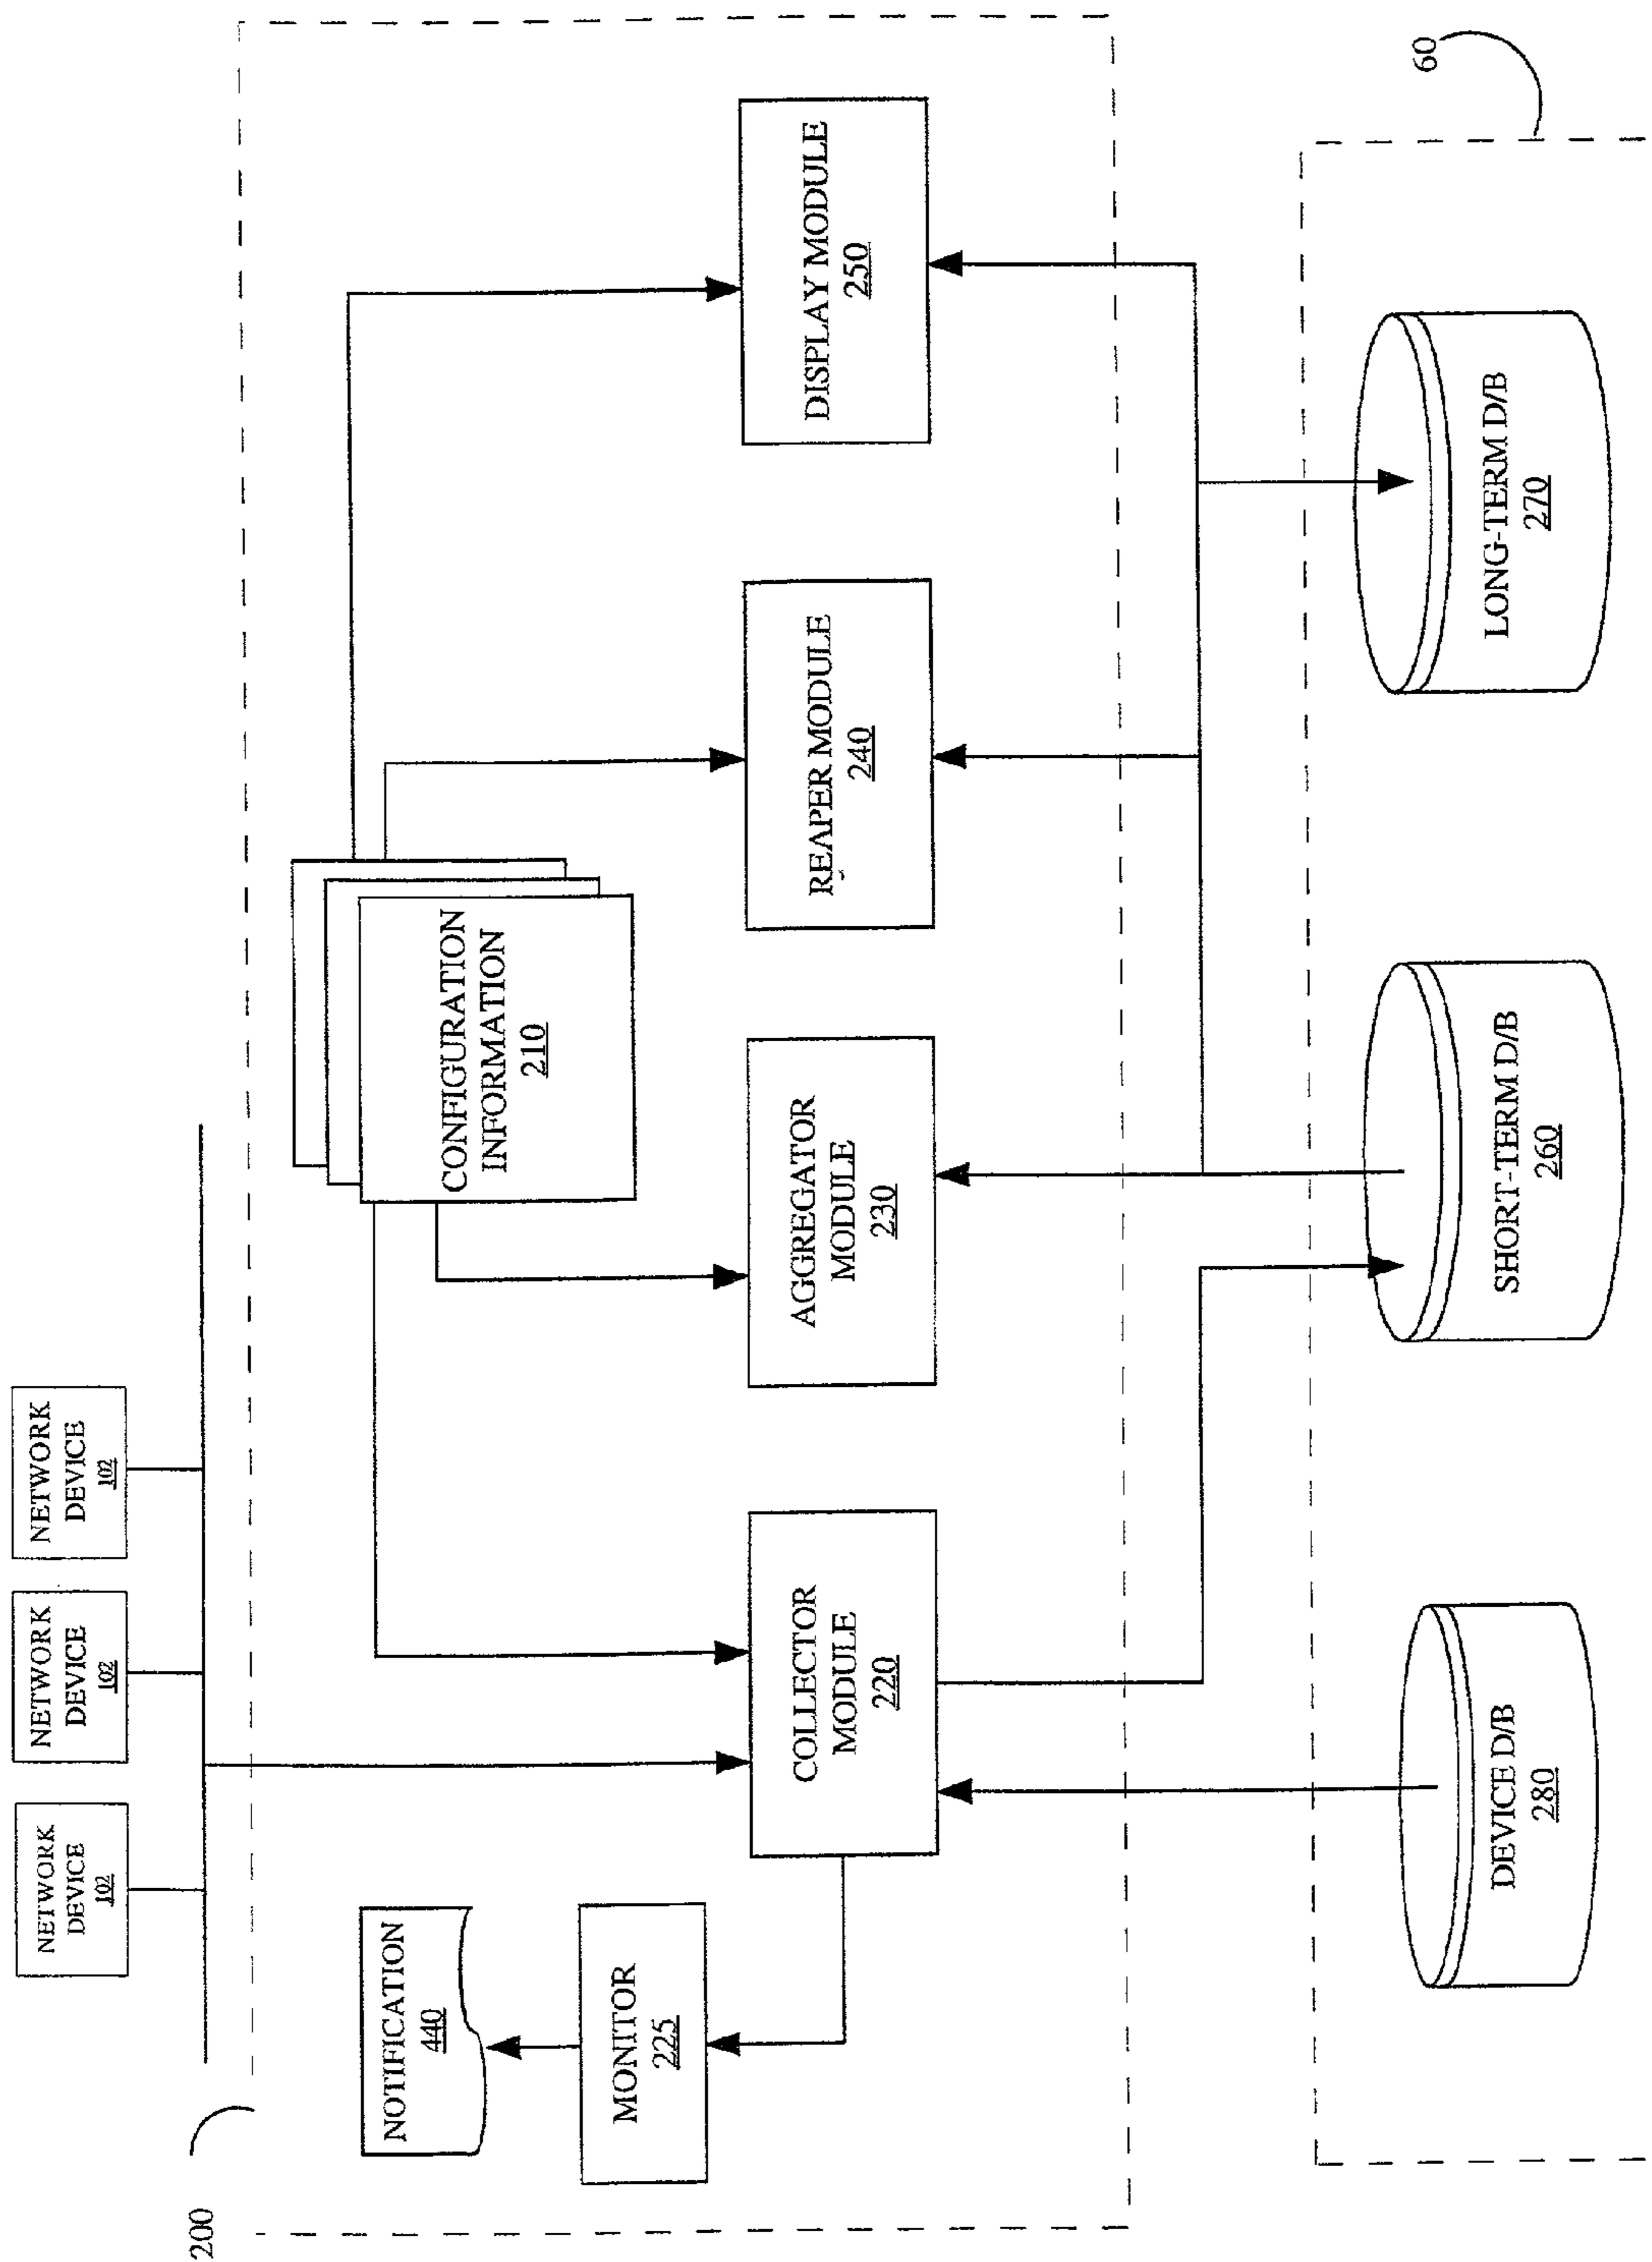 200
NETWORK
DEVICE
102
NETWORK
DEVICE
102
NETWORK
DEVICE
102
NOTIFICATION
440
MONITOR
225
CONFIGURATION
INFORMATION
210
COLLECTOR
MODULE
220
AGGREGATOR
MODULE
230
REAPER MODULE
240
DISPLAY MODULE
250
60
DEVICE D/B
280
SHORT-TERM D/B
260
LONG-TERM D/B
270